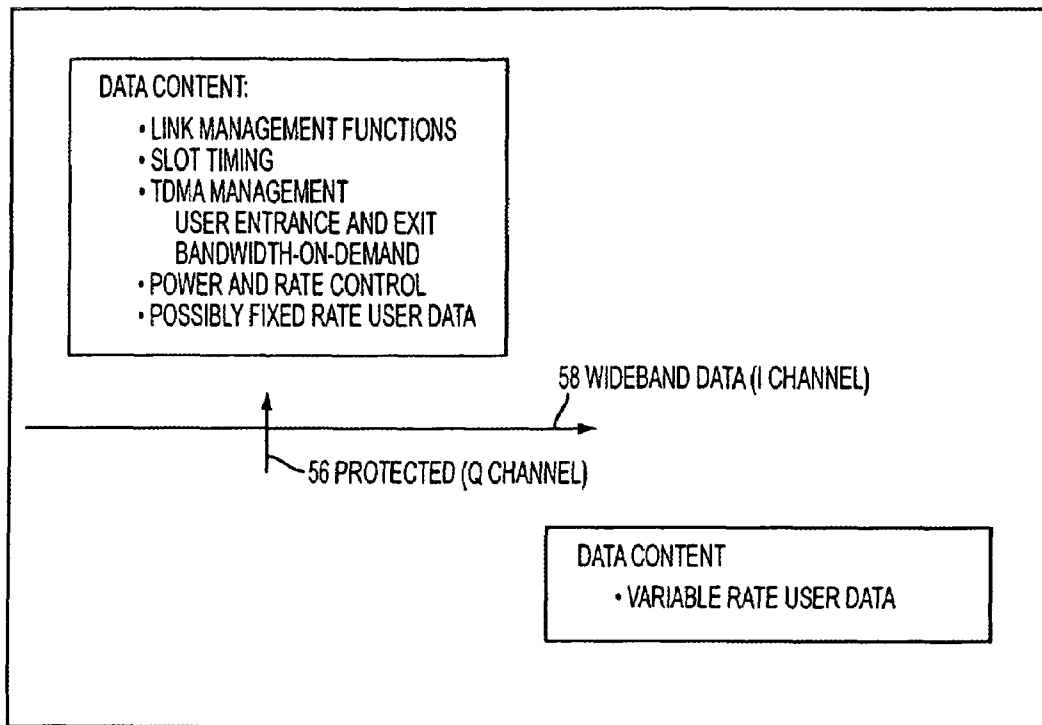 DATA CONTENT:
• LINK MANAGEMENT FUNCTIONS
• SLOT TIMING
• TDMA MANAGEMENT
USER ENTRANCE AND EXIT
BANDWIDTH-ON-DEMAND
• POWER AND RATE CONTROL
• POSSIBLY FIXED RATE USER DATA
58 WIDEBAND DATA (I CHANNEL)
56 PROTECTED (Q CHANNEL)
DATA CONTENT
• VARIABLE RATE USER DATA